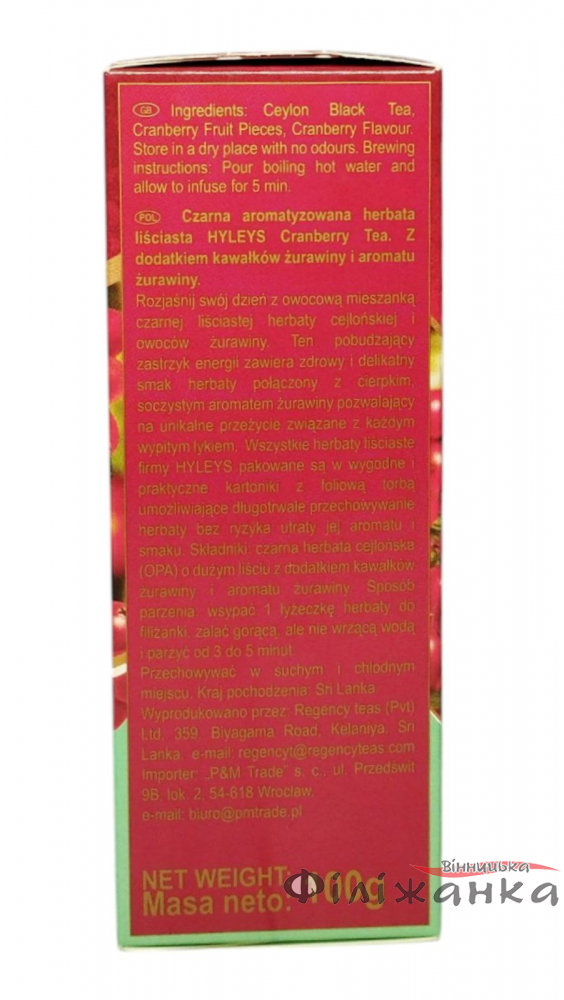 GB Ingredients: Ceylon Black Tea,
Cranberry Fruit Pieces, Cranberry Flavour.
Store in a dry place with no odours. Brewing
instructions: Pour boiling hot water and
allow to infuse for 5 min.
POL Czarna aromatyzowana herbata
liściasta HYLEYS Cranberry Tea. Z
dodatkiem kawałków żurawiny i aromatu
żurawiny.
Rozjaśnij swój dzień z owocową mieszanką
czarnej liściastej herbaty cejlońskiej i
owoców żurawiny. Ten pobudzający
zastrzyk energii zawiera zdrowy i delikatny
smak herbaty połączony z cierpkim,
soczystym aromatem żurawiny pozwalający
na unikalne przeżycie związane z każdym
wypitym łykiem. Wszystkie herbaty liściaste
firmy HYLEYS pakowane są w wygodne i
praktyczne kartoniki z foliową torbą
umożliwiające długotrwałe przechowywanie
herbaty bez ryzyka utraty jej aromatu i
smaku. Składniki: czarna herbata cejlońska
(OPA) o dużym liściu z dodatkiem kawałków
żurawiny i aromatu żurawiny. Sposób
parzenia: wsypać 1 łyżeczkę herbaty do
filiżanki, zalać gorącą, ale nie wrzącą wodą
i parzyć od 3 do 5 minut.
Przechowywać w suchym i chłodnym
miejscu. Kraj pochodzenia: Sri Lanka
Wyprodukowano przez: Regency teas (Pvt)
Ltd, 359, Biyagama Road, Kelaniya, Sri
Lanka, e-mail: regencyt@regencyteas.com
Importer: „P&M Trade" s. c., ul. Przedświt
9B, lok. 2, 54-618 Wrocław,
e-mail: biuro@pmtrade.pl
NET WEIGHT: 100g
Masa neto:
Вінницька
Філіжанка